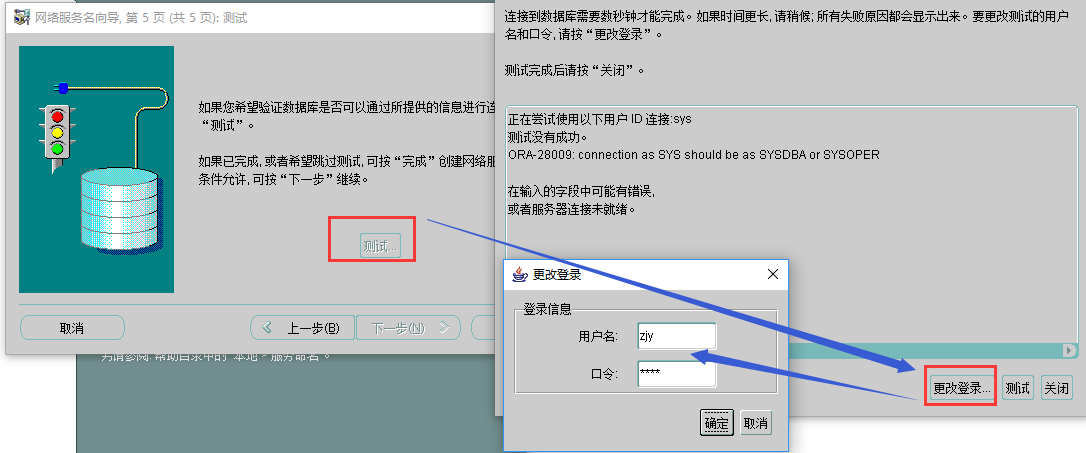 网络服务名向导, 第 5 页 (共 5 页): 测试
如果您希望验证数据库是否可以通过所提供的信息进行连
“测试”。
如果已完成, 或者希望跳过测试, 可按“完成”创建网络服
条件允许, 可按“下一步”继续。
测试...
取消
上一步(B)
下一步(N)
另请参阅: 帮助目录中的“本地 > 服务命名”。
连接到数据库需要数秒钟才能完成。如果时间更长, 请稍候; 所有失败原因都会显示出来。要更改测试的用户
名和口令, 请按“更改登录”。
测试完成后请按“关闭”。
正在尝试使用以下用户 ID 连接:sys
测试没有成功。
ORA-28009: connection as SYS should be as SYSDBA or SYSOPER
在输入的字段中可能有错误,
或者服务器连接未就绪。
更改登录
登录信息
用户名:
zjy
口令:
****
确定
取消
更改登录...
测试
关闭